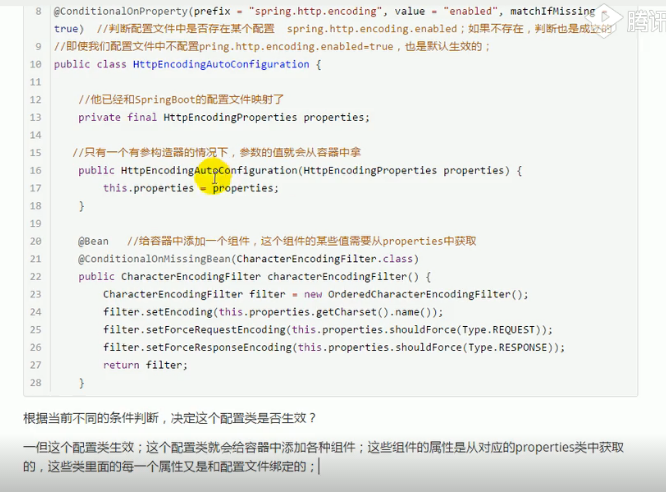 8 @ConditionalOnProperty(prefix = "spring.http.encoding", value = "enabled", matchIfMissing
true) //判断配置文件中是否存在某个配置 spring.http.encoding.enabled；如果不存在，判断也是成立的
9 //即使我们配置文件中不配置pring.http.encoding.enabled=true，也是默认生效的；
10 public class HttpEncodingAutoConfiguration {
11
12 //他已经和SpringBoot的配置文件映射了
13 private final HttpEncodingProperties properties;
14
15 //只有一个有参构造器的情况下，参数的值就会从容器中拿
16 public HttpEncodingAutoConfiguration(HttpEncodingProperties properties) {
17 this.properties = properties;
18 }
19
20 @Bean //给容器中添加一个组件，这个组件的某些值需要从properties中获取
21 @ConditionalOnMissingBean(CharacterEncodingFilter.class)
22 public CharacterEncodingFilter characterEncodingFilter() {
23 CharacterEncodingFilter filter = new OrderedCharacterEncodingFilter();
24 filter.setEncoding(this.properties.getCharset().name());
25 filter.setForceRequestEncoding(this.properties.shouldForce(Type.REQUEST));
26 filter.setForceResponseEncoding(this.properties.shouldForce(Type.RESPONSE));
27 return filter;
28 }
根据当前不同的条件判断，决定这个配置类是否生效？
一但这个配置类生效；这个配置类就会给容器中添加各种组件；这些组件的属性是从对应的properties类中获取
的，这些类里面的每一个属性又是和配置文件绑定的；